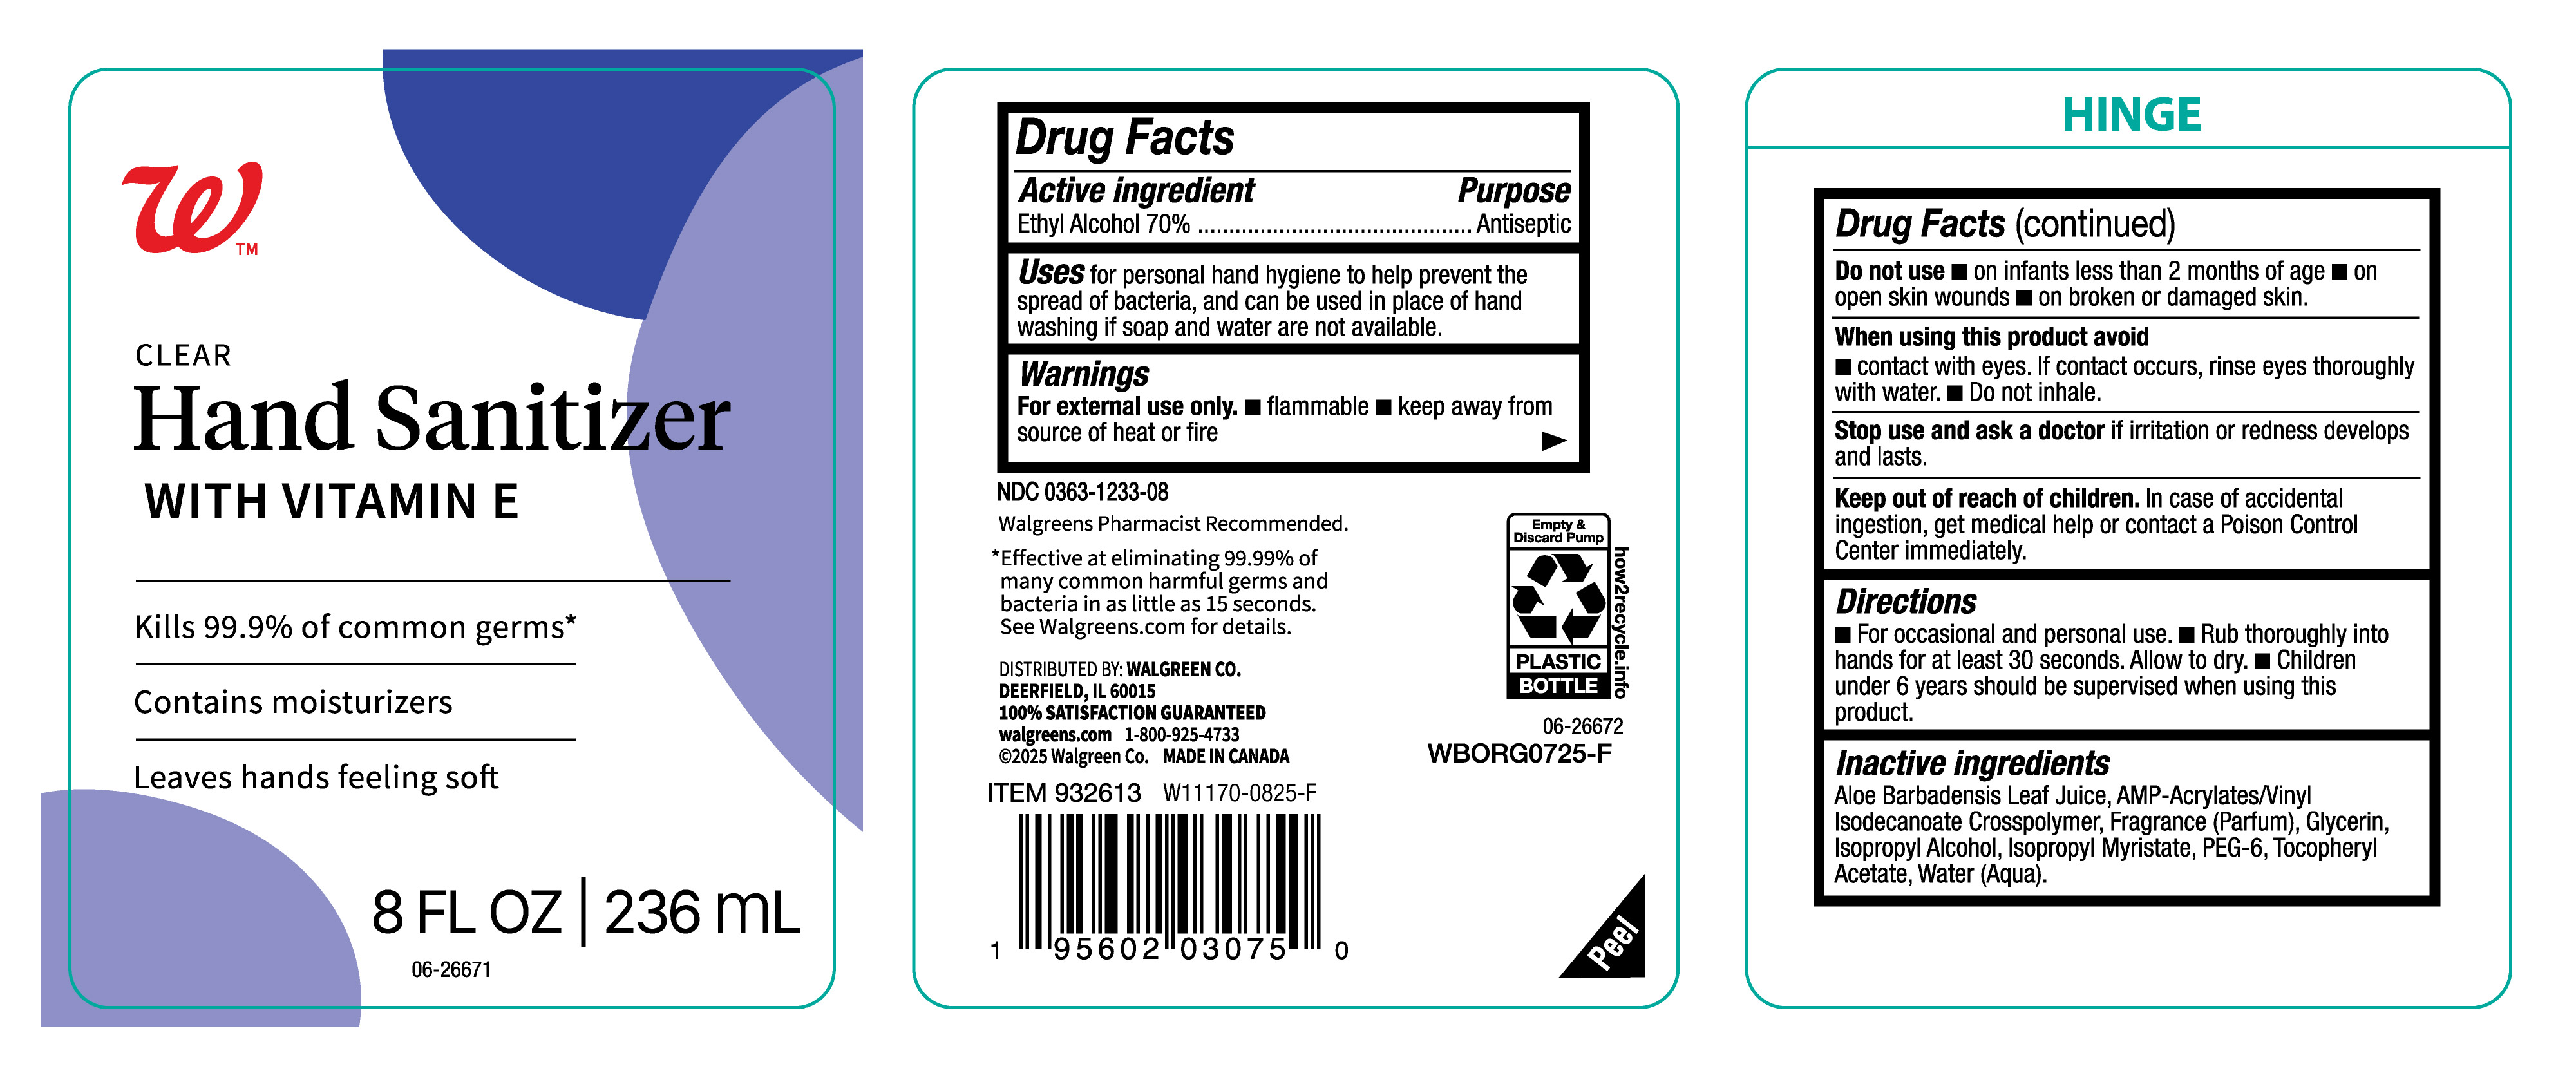 W
TM
CLEAR
Hand Sanitizer
WITH VITAMIN E
Kills 99.9% of common germs*
Contains moisturizers
Leaves hands feeling soft
8 FL OZ | 236 mL
06-26671
Drug Facts
Active ingredient Purpose
Ethyl Alcohol 70% ............................................ Antiseptic
Uses for personal hand hygiene to help prevent the
spread of bacteria, and can be used in place of hand
washing if soap and water are not available.
Warnings
For external use only. ■ flammable ■ keep away from
source of heat or fire
NDC 0363-1233-08
Walgreens Pharmacist Recommended.
*Effective at eliminating 99.99% of
many common harmful germs and
bacteria in as little as 15 seconds.
See Walgreens.com for details.
DISTRIBUTED BY: WALGREEN CO.
DEERFIELD, IL 60015
100% SATISFACTION GUARANTEED
walgreens.com 1-800-925-4733
©2025 Walgreen Co. MADE IN CANADA
Empty &
Discard Pump
PLASTIC
BOTTLE
how2recycle.info
06-26672
WBORG0725-F
ITEM 932613 W11170-0825-F
1 95602 03075 0
Peel
HINGE
Drug Facts (continued)
Do not use ■ on infants less than 2 months of age ■ on
open skin wounds ■ on broken or damaged skin.
When using this product avoid
■ contact with eyes. If contact occurs, rinse eyes thoroughly
with water. ■ Do not inhale.
Stop use and ask a doctor if irritation or redness develops
and lasts.
Keep out of reach of children. In case of accidental
ingestion, get medical help or contact a Poison Control
Center immediately.
Directions
■ For occasional and personal use. ■ Rub thoroughly into
hands for at least 30 seconds. Allow to dry. ■ Children
under 6 years should be supervised when using this
product.
Inactive ingredients
Aloe Barbadensis Leaf Juice, AMP-Acrylates/Vinyl
Isodecanoate Crosspolymer, Fragrance (Parfum), Glycerin,
Isopropyl Alcohol, Isopropyl Myristate, PEG-6, Tocopheryl
Acetate, Water (Aqua).